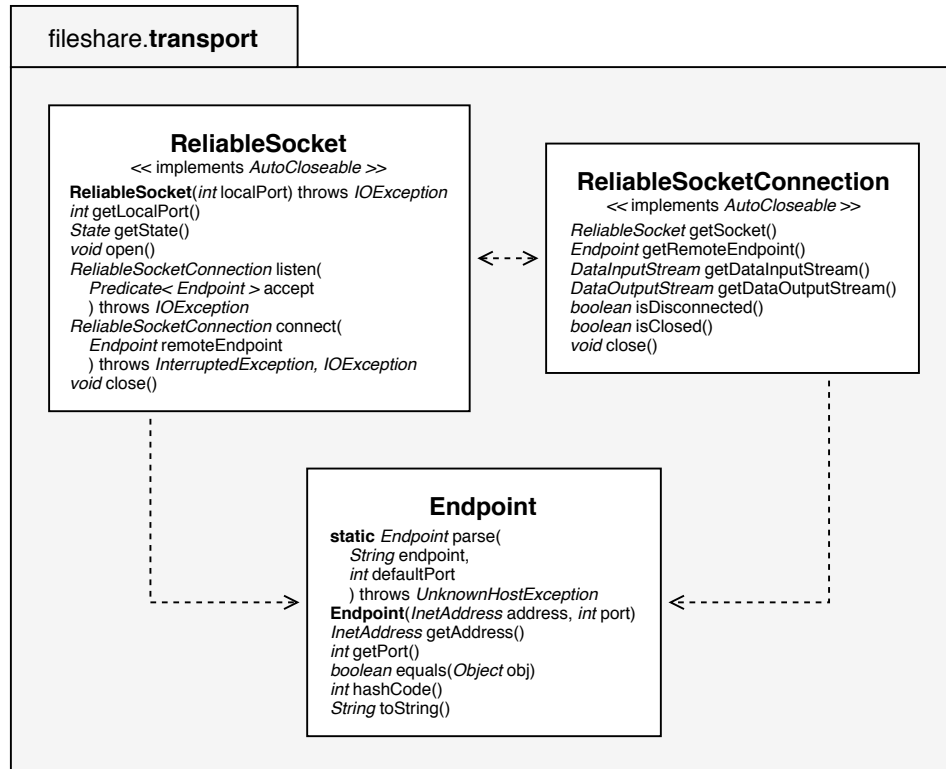 fileshare.transport
ReliableSocket
<< implements AutoCloseable >>
ReliableSocket(int localPort) throws IOException
int getLocalPort()
State getState()
void open()
ReliableSocketConnection listen(
Predicate< Endpoint > accept
) throws IOException
ReliableSocketConnection connect(
Endpoint remoteEndpoint
) throws InterruptedException, IOException
void close()
ReliableSocketConnection
<< implements AutoCloseable >>
ReliableSocket getSocket()
Endpoint getRemoteEndpoint()
DataInputStream getDataInputStream()
DataOutputStream getDataOutputStream()
boolean isDisconnected()
boolean isClosed()
void close()
Endpoint
static Endpoint parse(
String endpoint,
int defaultPort
) throws UnknownHostException
Endpoint(InetAddress address, int port)
InetAddress getAddress()
int getPort()
boolean equals(Object obj)
int hashCode()
String toString()